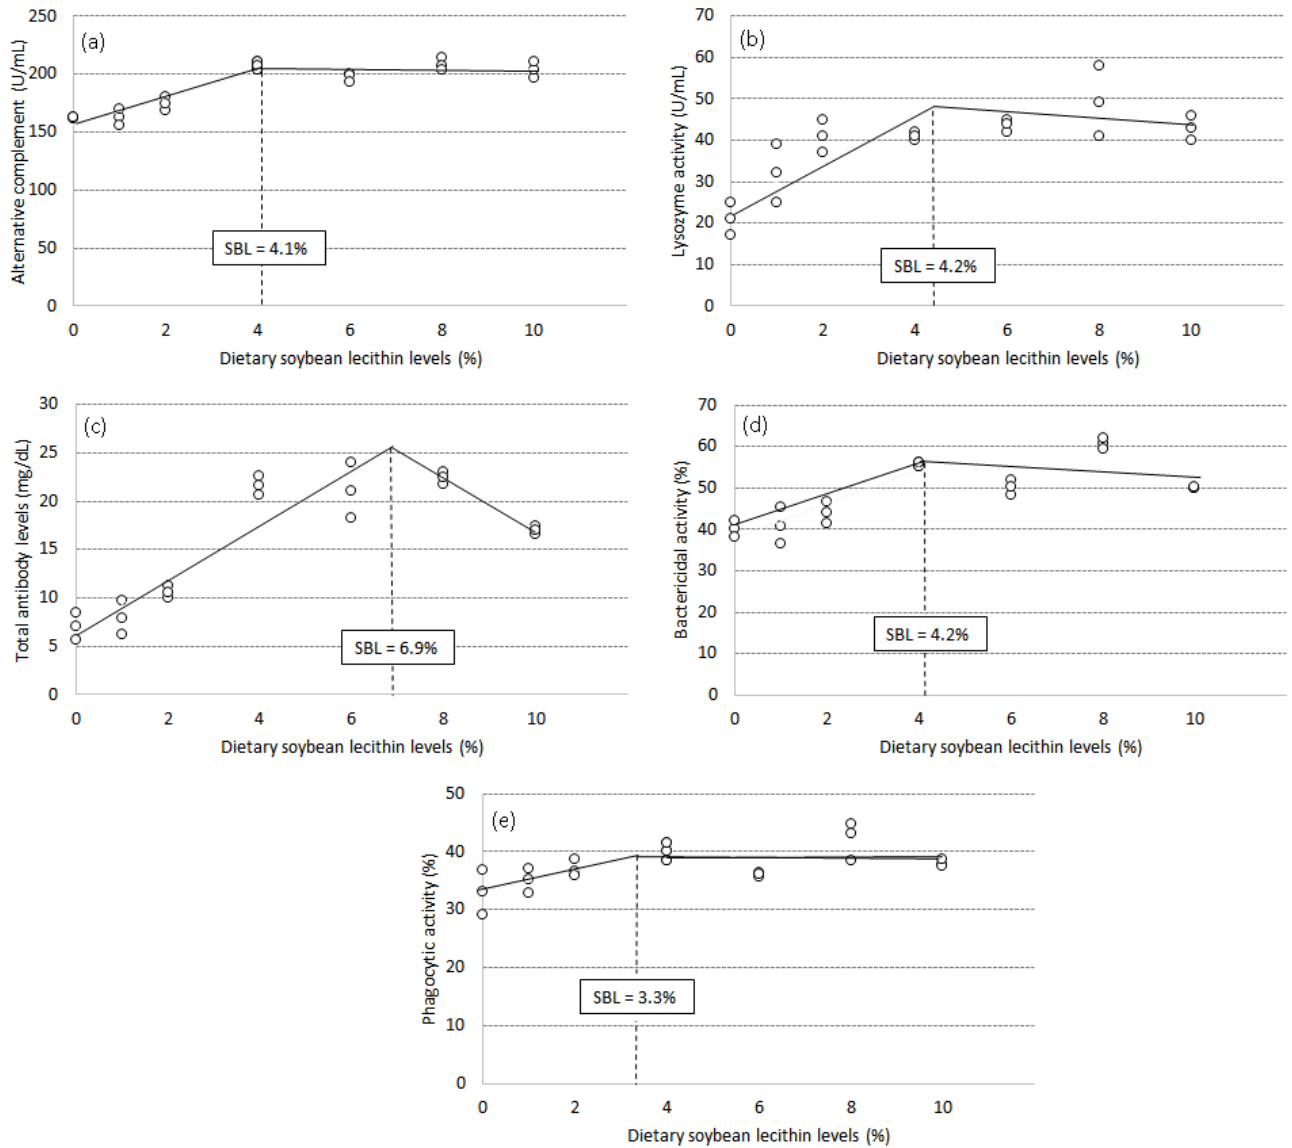 (a)
Alternative complement (U/mL)
250
200
150
100
50
0
SBL = 4.1%
0 2 4 6 8 10
Dietary soybean lecithin levels (%)
(b)
Lysozyme activity (U/mL)
70
60
50
40
30
20
10
0
SBL = 4.2%
0 2 4 6 8 10
Dietary soybean lecithin levels (%)
(c)
Total antibody levels (mg/dL)
30
25
20
15
10
5
0
SBL = 6.9%
0 2 4 6 8 10
Dietary soybean lecithin levels (%)
(d)
Bactericidal activity (%)
70
60
50
40
30
20
10
0
SBL = 4.2%
0 2 4 6 8 10
Dietary soybean lecithin levels (%)
(e)
Phagocytic activity (%)
50
40
30
20
10
0
SBL = 3.3%
0 2 4 6 8 10
Dietary soybean lecithin levels (%)